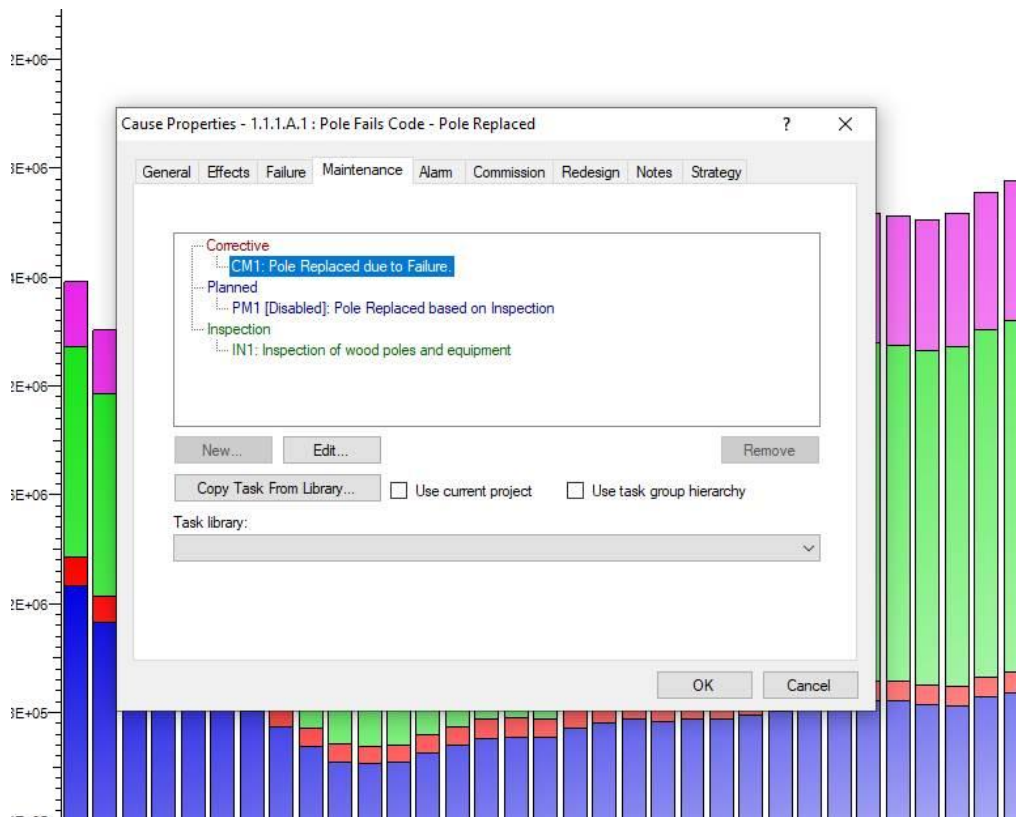 2E+06
Cause Properties - 1.1.1.A.1 : Pole Fails Code - Pole Replaced ? ×
3E+06
General Effects Failure Maintenance Alarm Commission Redesign Notes Strategy
Corrective
CM1: Pole Replaced due to Failure.
4E+06
Planned
PM1 [Disabled]: Pole Replaced based on Inspection
Inspection
IN1: Inspection of wood poles and equipment
2E+06
New... Edit... Remove
Copy Task From Library... Use current project Use task group hierarchy
6E+06
Task library:
2E+06
OK Cancel
8E+05